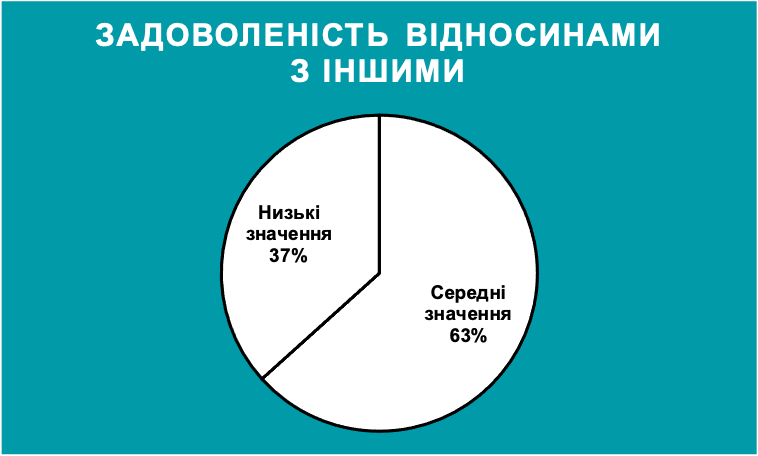 ЗАДОВОЛЕНІСТЬ ВІДНОСИНАМИ
З ІНШИМИ
Низькі
значення
37%
Середні
значення
63%